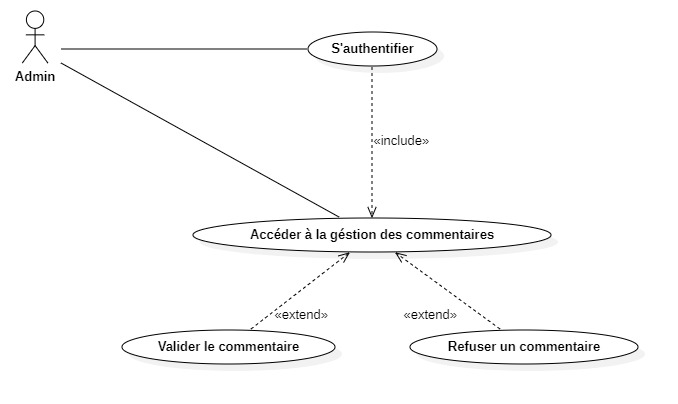 S'authentifier
Admin
«include»
Accéder à la géstion des commentaires
«extend»
«extend»
Valider le commentaire
Refuser un commentaire